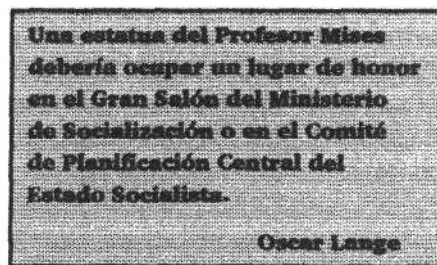 Una estatua del Profesor Mises
debería ocupar un lugar de honor
en el Gran Salón del Ministerio
de Socialización o en el Comité
de Planificación Central del
Estado Socialista.
Oscar Lange